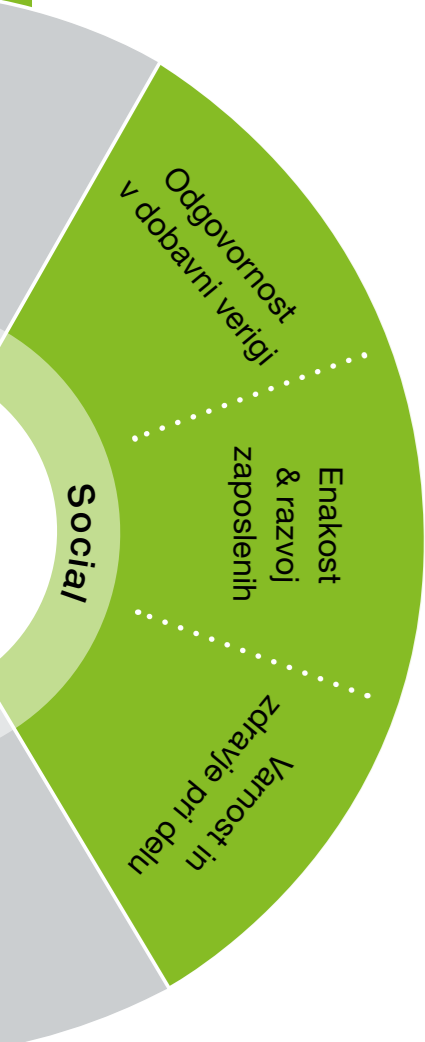 Odgovornost
v dobavni verigi
Enakost
& razvoj
zaposlenih
Varnost in
zdravje pri delu
Social